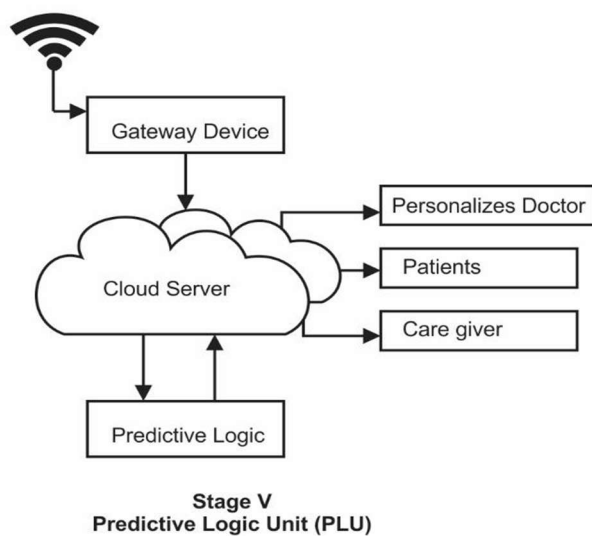 Gateway Device
Personalizes Doctor
Cloud Server
Patients
Care giver
Predictive Logic
Stage V
Predictive Logic Unit (PLU)